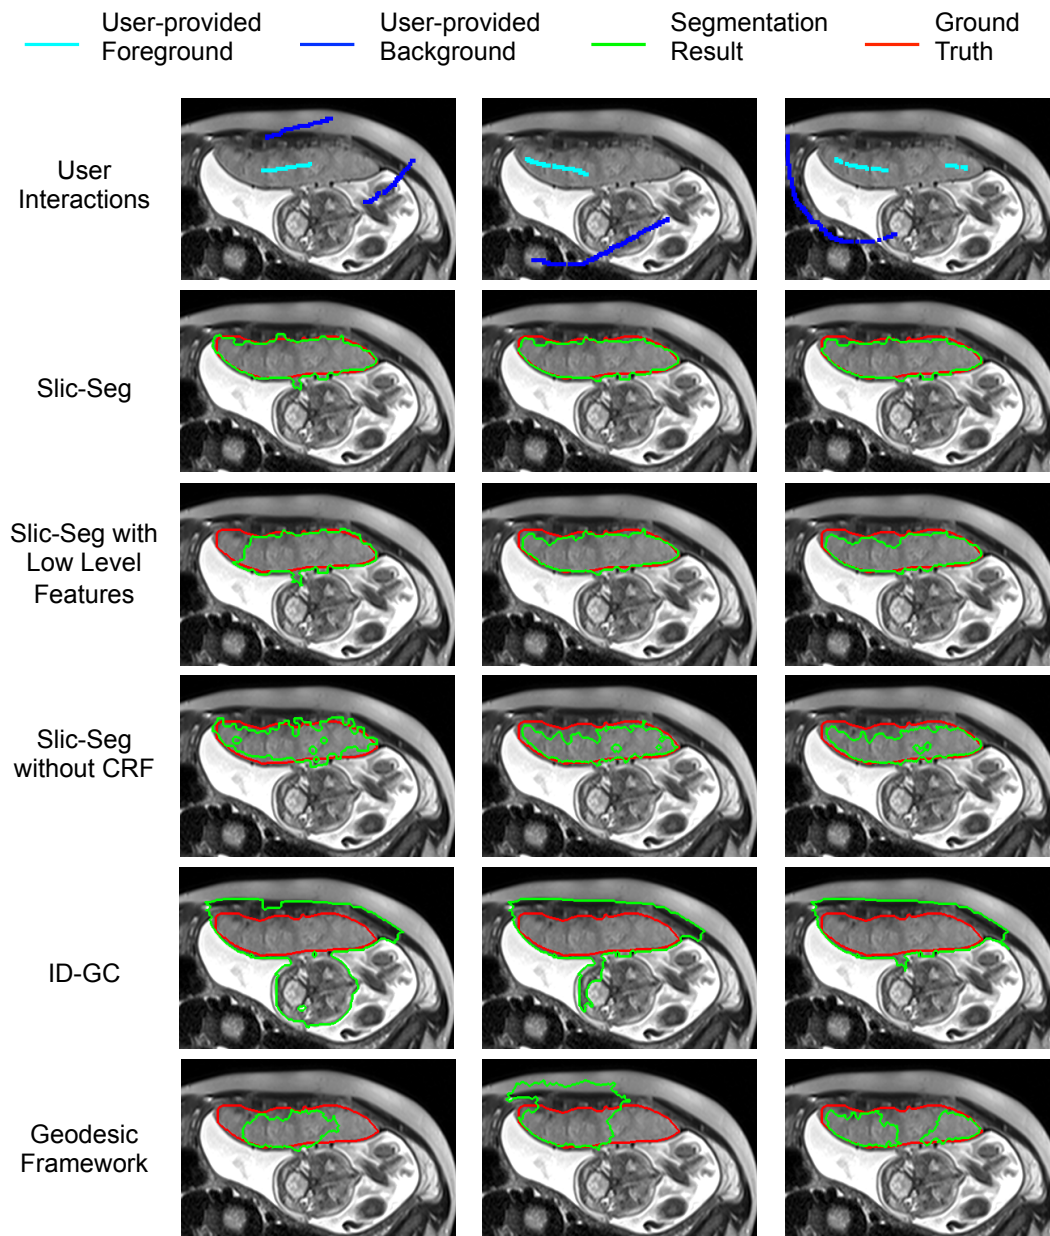 User-provided
Foreground
User-provided
Background
Segmentation
Result
Ground
Truth
User
Interactions
Slic-Seg
Slic-Seg with
Low Level
Features
Slic-Seg
without CRF
ID-GC
Geodesic
Framework